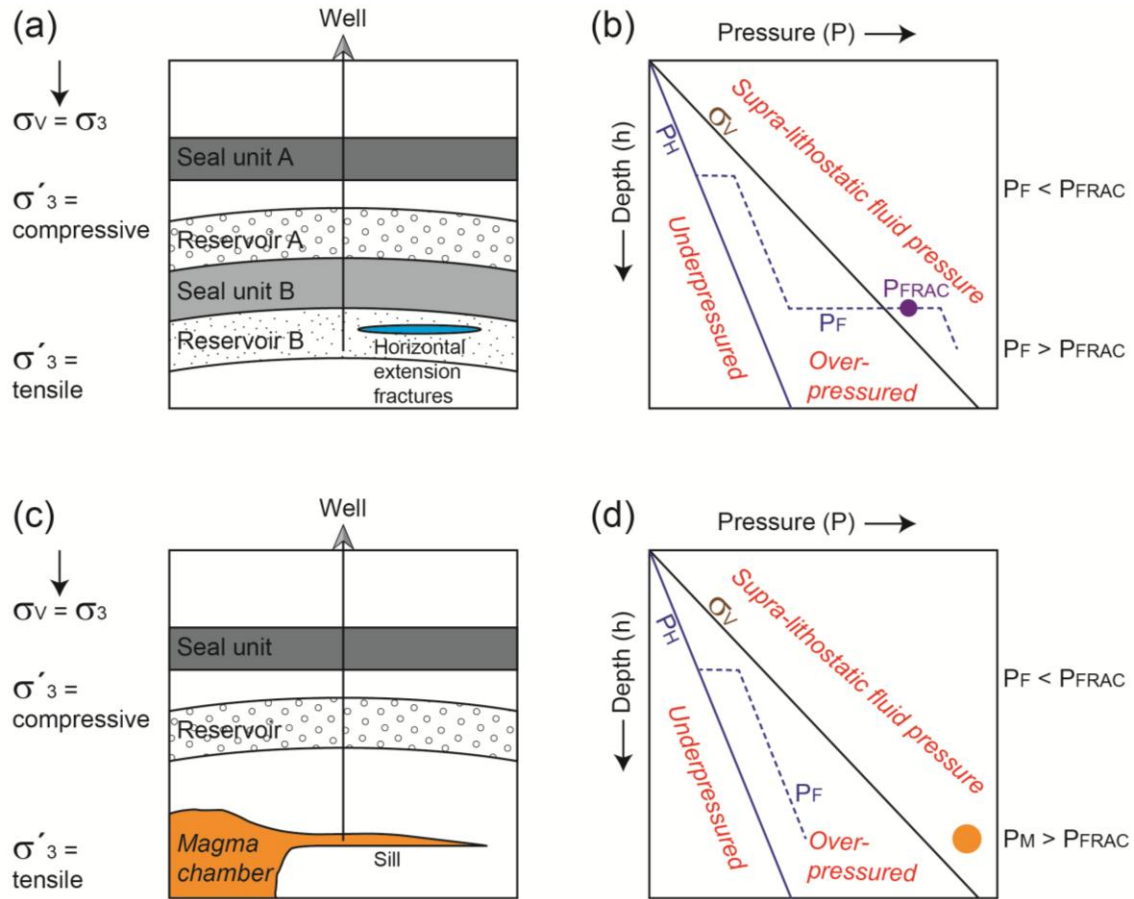 (a)
Well
σV = σ3
Seal unit A
σ′3 =
compressive
Reservoir A
Seal unit B
Reservoir B
Horizontal
extension
fractures
σ′3 =
tensile
(b)
Pressure (P)
Depth (h)
PH
σV
Supra-lithostatic fluid pressure
Underpressured
PF
PFRAC
Over-
pressured
PF < PFRAC
PF > PFRAC
(c)
Well
σV = σ3
Seal unit
σ′3 =
compressive
Reservoir
Magma
chamber
Sill
σ′3 =
tensile
(d)
Pressure (P)
Depth (h)
PH
σV
Supra-lithostatic fluid pressure
Underpressured
PF
Over-
pressured
PF < PFRAC
PM > PFRAC